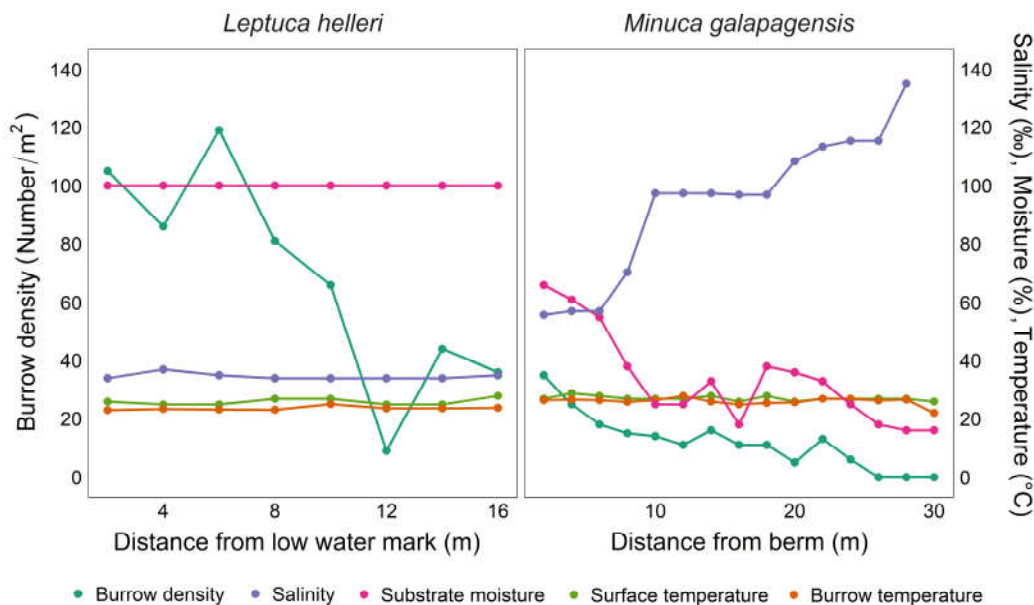 Leptuca helleri
Minuca galapagensis
Burrow density (Number/m²)
140
120
100
80
60
40
20
0
4
8
12
16
Distance from low water mark (m)
10
20
30
Distance from berm (m)
140
120
100
80
60
40
20
0
Salinity (‰), Moisture (%), Temperature (°C)
Burrow density
Salinity
Substrate moisture
Surface temperature
Burrow temperature